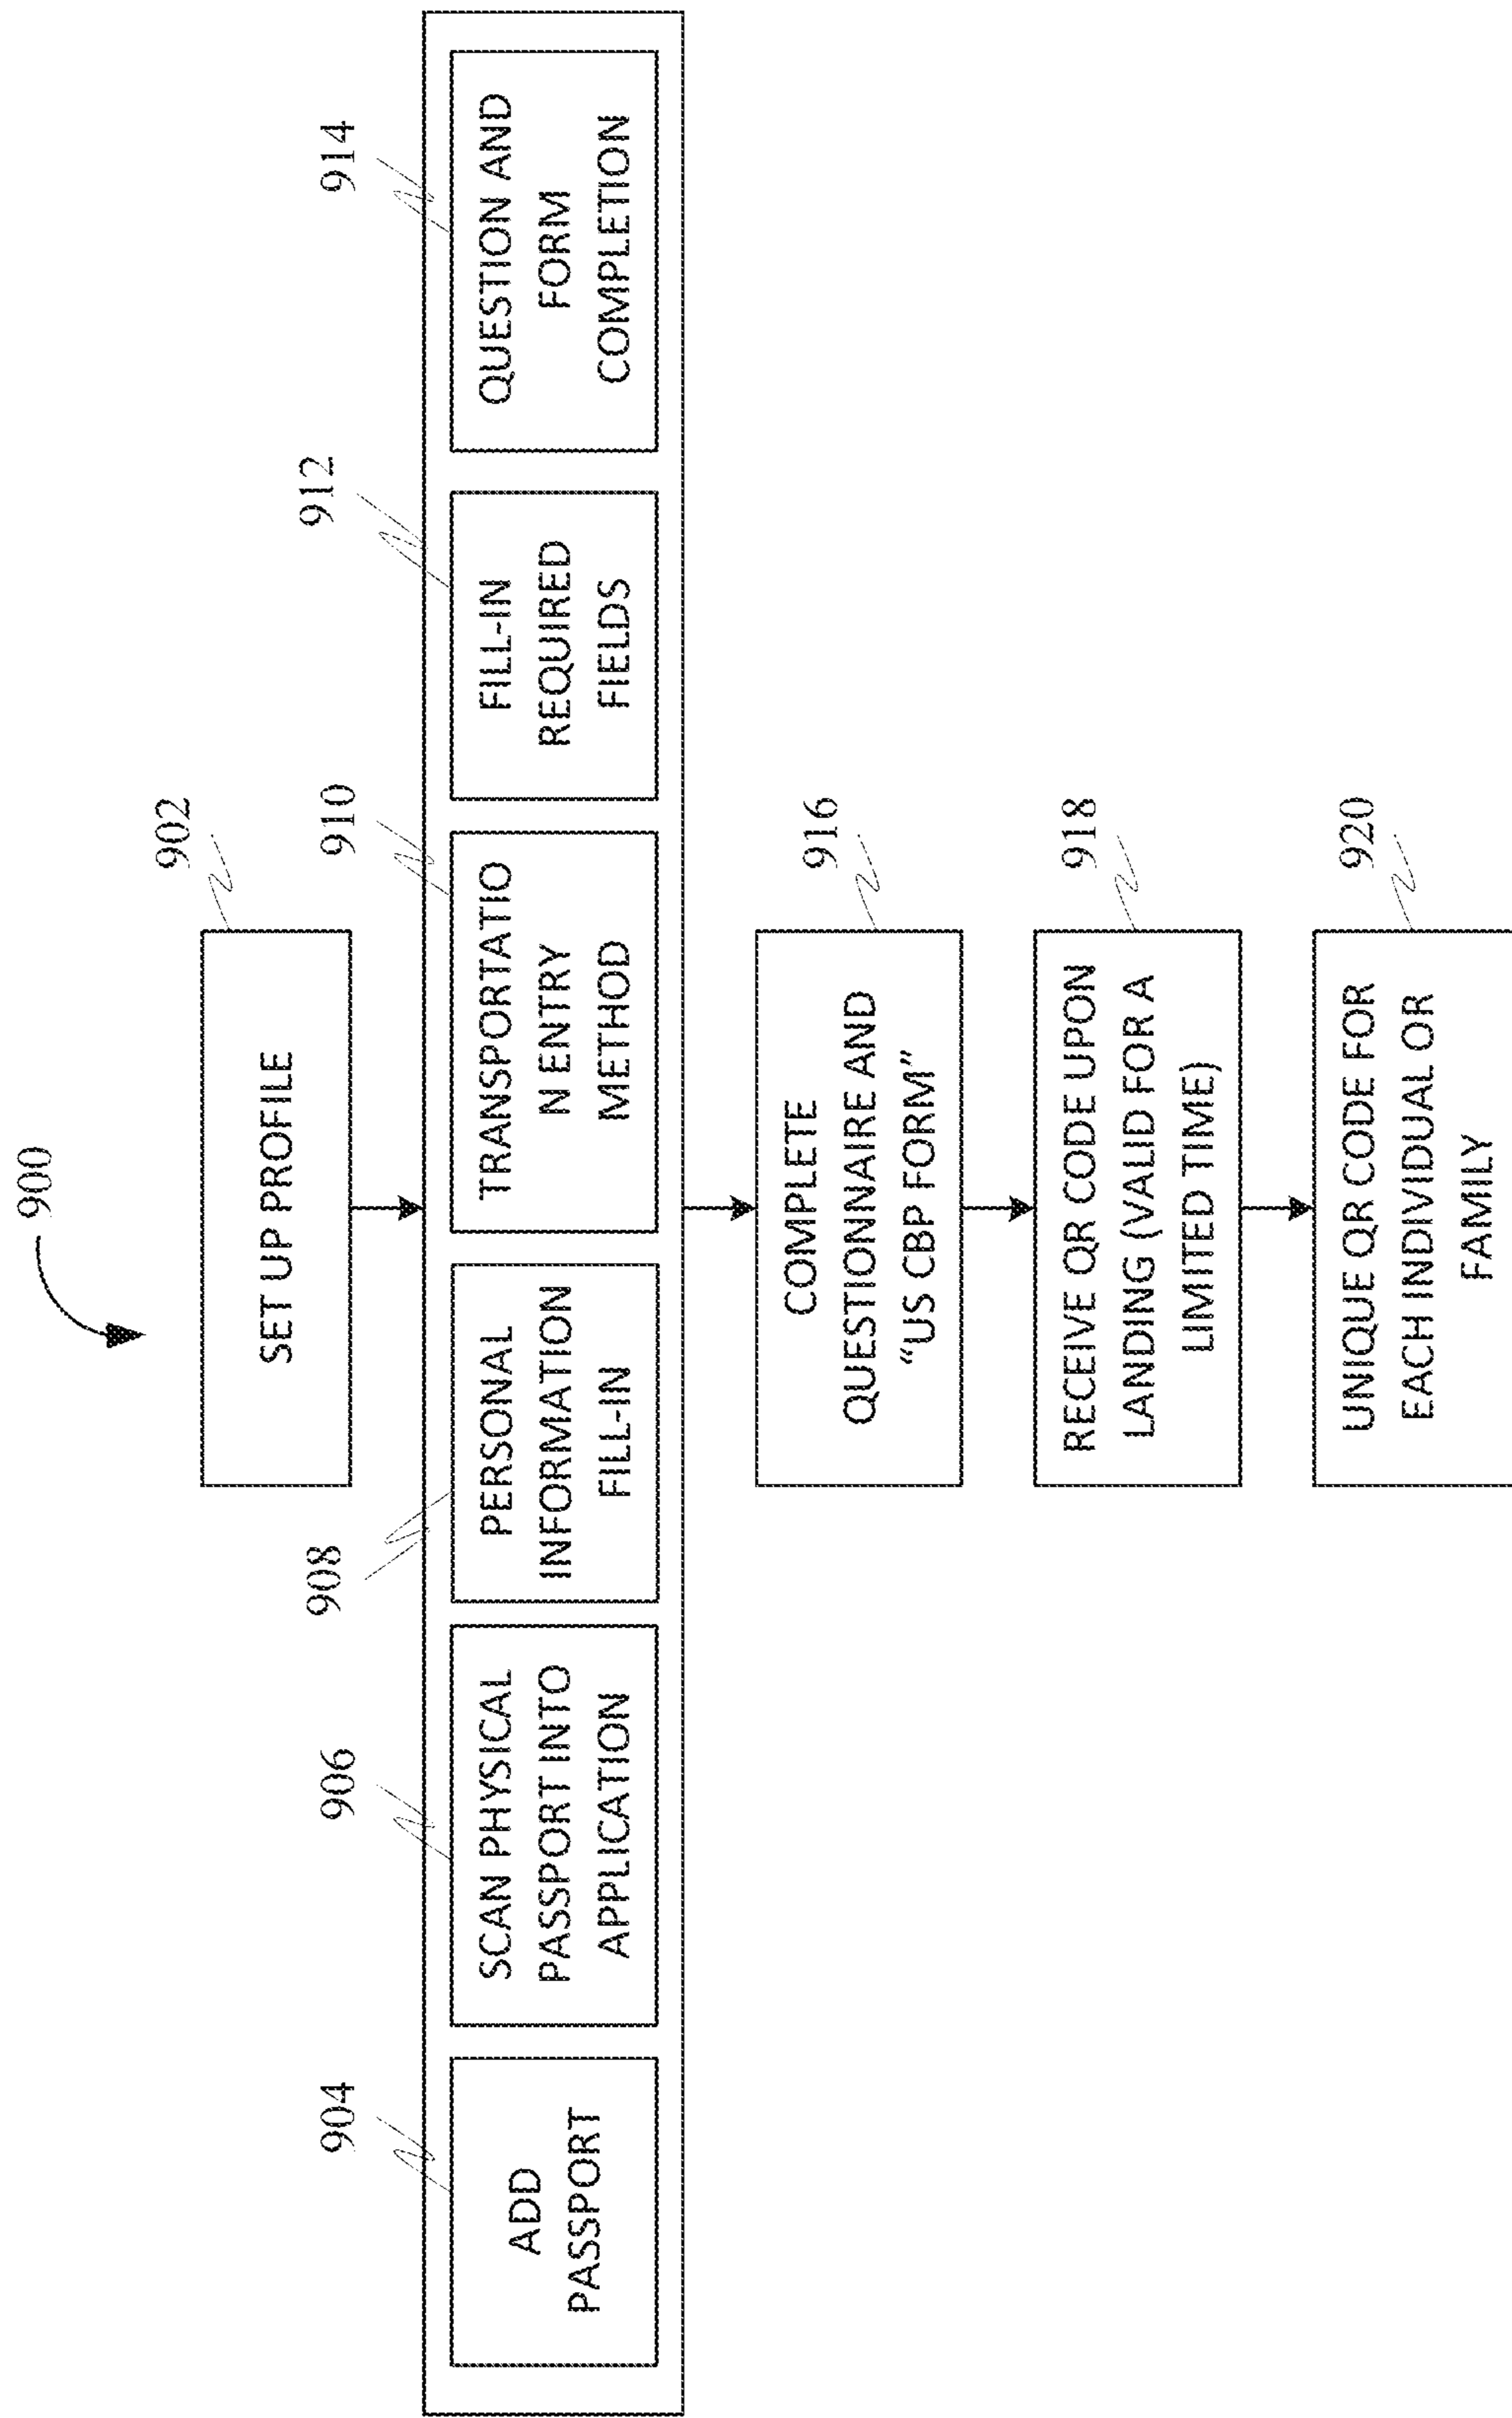 900
902
SET UP PROFILE
904
ADD
PASSPORT
906
SCAN PHYSICAL
PASSPORT INTO
APPLICATION
908
PERSONAL
INFORMATION
FILL-IN
910
TRANSPORTATIO
N ENTRY
METHOD
912
FILL-IN
REQUIRED
FIELDS
914
QUESTION AND
FORM
COMPLETION
916
COMPLETE
QUESTIONNAIRE AND
“US CBP FORM”
918
RECEIVE QR CODE UPON
LANDING (VALID FOR A
LIMITED TIME)
920
UNIQUE QR CODE FOR
EACH INDIVIDUAL OR
FAMILY